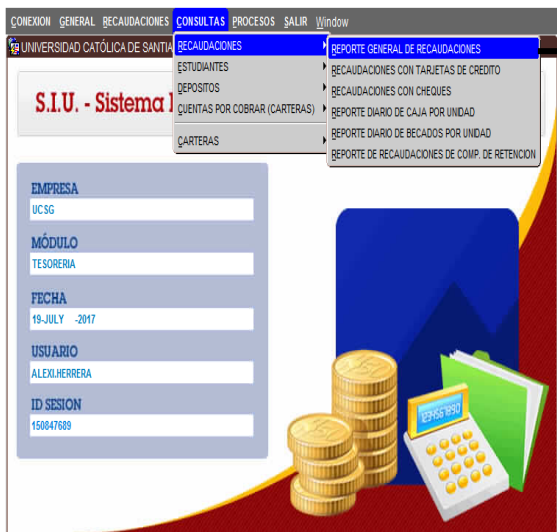 CONEXION GENERAL RECAUDACIONES CONSULTAS PROCESOS SALIR Window
UNIVERSIDAD CATÓLICA DE SANTIA
RECAUDACIONES
ESTUDIANTES
DEPOSITOS
CUENTAS POR COBRAR (CARTERAS)
CARTERAS
REPORTE GENERAL DE RECAUDACIONES
RECAUDACIONES CON TARJETAS DE CREDITO
RECAUDACIONES CON CHEQUES
REPORTE DIARIO DE CAJA POR UNIDAD
REPORTE DIARIO DE BECADOS POR UNIDAD
REPORTE DE RECAUDACIONES DE COMP. DE RETENCION
S.I.U. - Sistema
EMPRESA
UCSG
MÓDULO
TESORERIA
FECHA
19-JULY -2017
USUARIO
ALEXI.HERRERA
ID SESION
150847689
1234567890